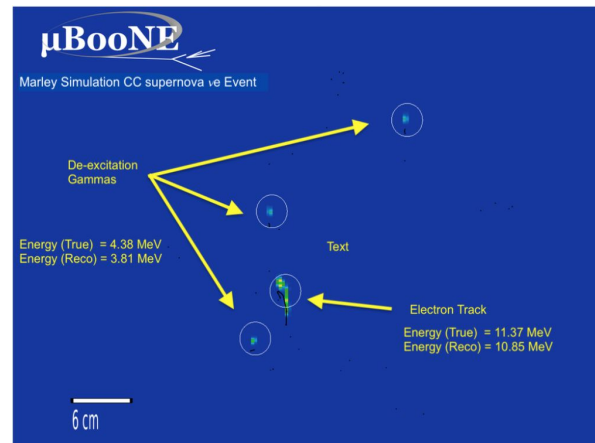 μBooNE
Marley Simulation CC supernova νe Event
De-excitation
Gammas
Energy (True) = 4.38 MeV
Energy (Reco) = 3.81 MeV
Text
Electron Track
Energy (True) = 11.37 MeV
Energy (Reco) = 10.85 MeV
6 cm